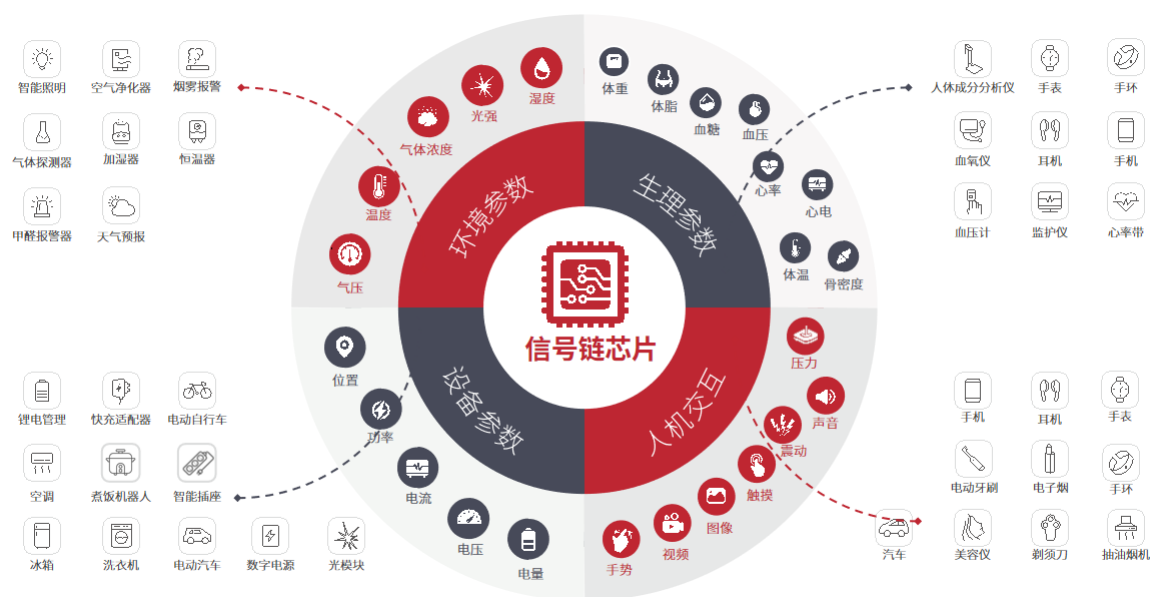 智能照明
空气净化器
烟雾报警
气体探测器
加湿器
恒温器
甲醛报警器
天气预报
湿度
光强
气体浓度
温度
气压
环境参数
体重
体脂
血糖
血压
心率
心电
体温
骨密度
生理参数
人体成分分析仪
手表
手环
血氧仪
耳机
手机
血压计
监护仪
心率带
信号链芯片
位置
功率
电流
电压
电量
设备参数
锂电管理
快充适配器
电动自行车
空调
煮饭机器人
智能插座
冰箱
洗衣机
电动汽车
数字电源
光模块
压力
声音
震动
触摸
图像
视频
手势
人机交互
手机
耳机
手表
电动牙刷
电子烟
手环
汽车
美容仪
剃须刀
抽油烟机